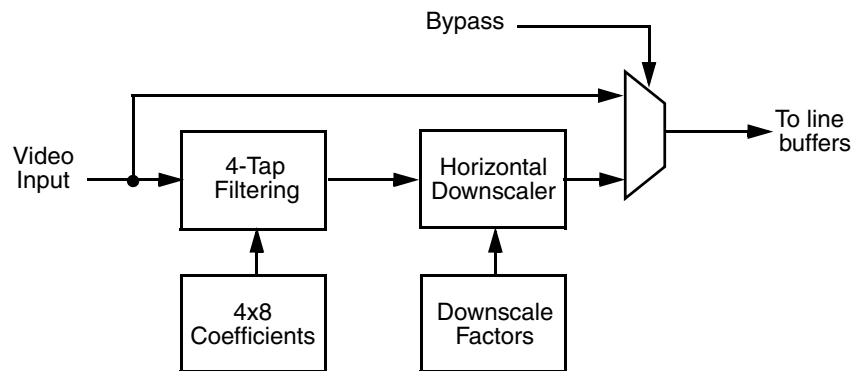 Bypass
To line
buffers
Video
Input
4-Tap
Filtering
Horizontal
Downscaler
4x8
Coefficients
Downscale
Factors